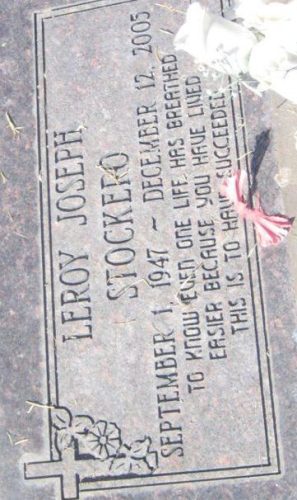 LEROY JOSEPH
STOCKERO
SEPTEMBER 1, 1947 ~ DECEMBER 12, 2005
TO KNOW EVEN ONE LIFE HAS BREATHED
EASIER BECAUSE YOU HAVE LIVED
THIS IS TO HAVE SUCCEEDED